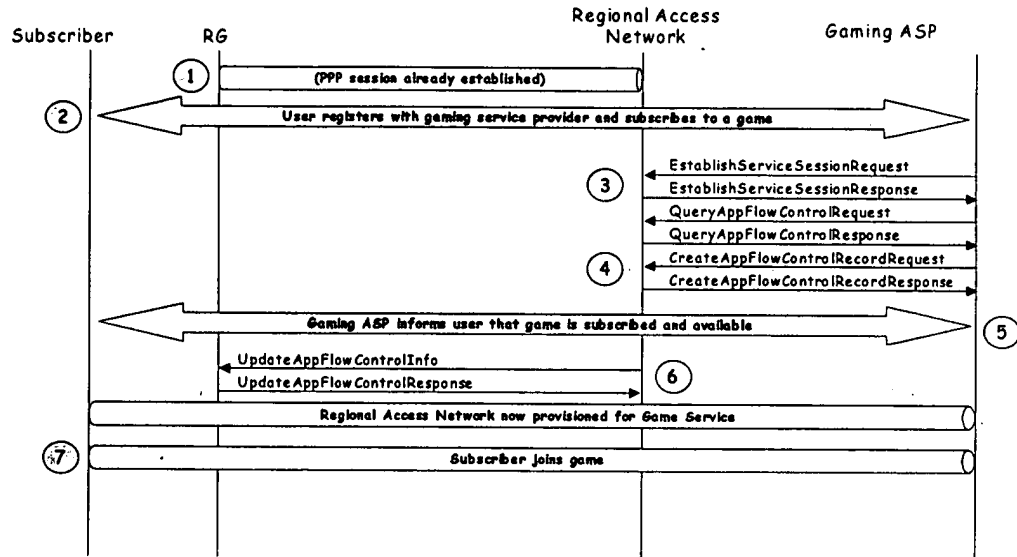 Regional Access
Network
Subscriber
RG
Gaming ASP
1
(PPP session already established)
2
User registers with gaming service provider and subscribes to a game
EstablishServiceSessionRequest
3
EstablishServiceSessionResponse
QueryAppFlowControlRequest
QueryAppFlowControlResponse
4
CreateAppFlowControlRecordRequest
CreateAppFlowControlRecordResponse
Gaming ASP informs user that game is subscribed and available
5
UpdateAppFlowControlInfo
6
UpdateAppFlowControlResponse
Regional Access Network now provisioned for Game Service
7
Subscriber joins game